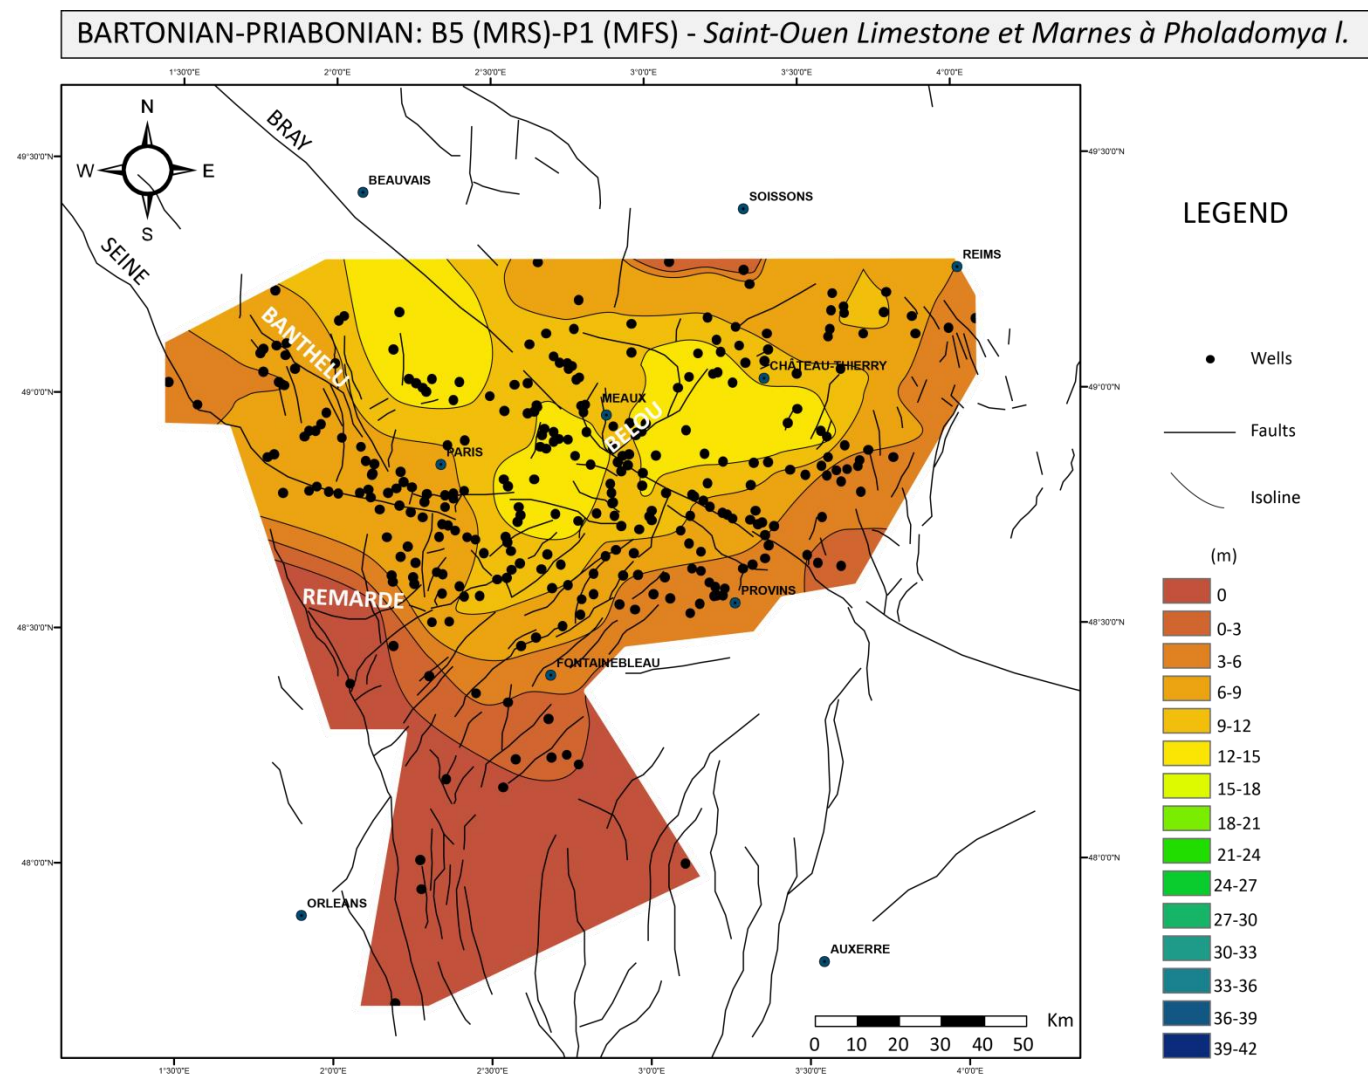 BARTONIAN-PRIABONIAN: B5 (MRS)-P1 (MFS) - Saint-Ouen Limestone et Marnes à Pholadomya l.
1°30'0"E
2°0'0"E
2°30'0"E
3°0'0"E
3°30'0"E
4°0'0"E
N
W
E
S
BRAY
SEINE
49°30'0"N
49°30'0"N
BEAUVAIS
SOISSONS
REIMS
BANTHELU
49°0'0"N
49°0'0"N
CHÂTEAU-THIERRY
MEAUX
BELOU
PARIS
REMARDE
PROVINS
48°30'0"N
48°30'0"N
FONTAINEBLEAU
48°0'0"N
48°0'0"N
ORLEANS
AUXERRE
Km
0 10 20 30 40 50
1°30'0"E
2°0'0"E
2°30'0"E
3°0'0"E
3°30'0"E
4°0'0"E
LEGEND
Wells
Faults
Isoline
(m)
0
0-3
3-6
6-9
9-12
12-15
15-18
18-21
21-24
24-27
27-30
30-33
33-36
36-39
39-42